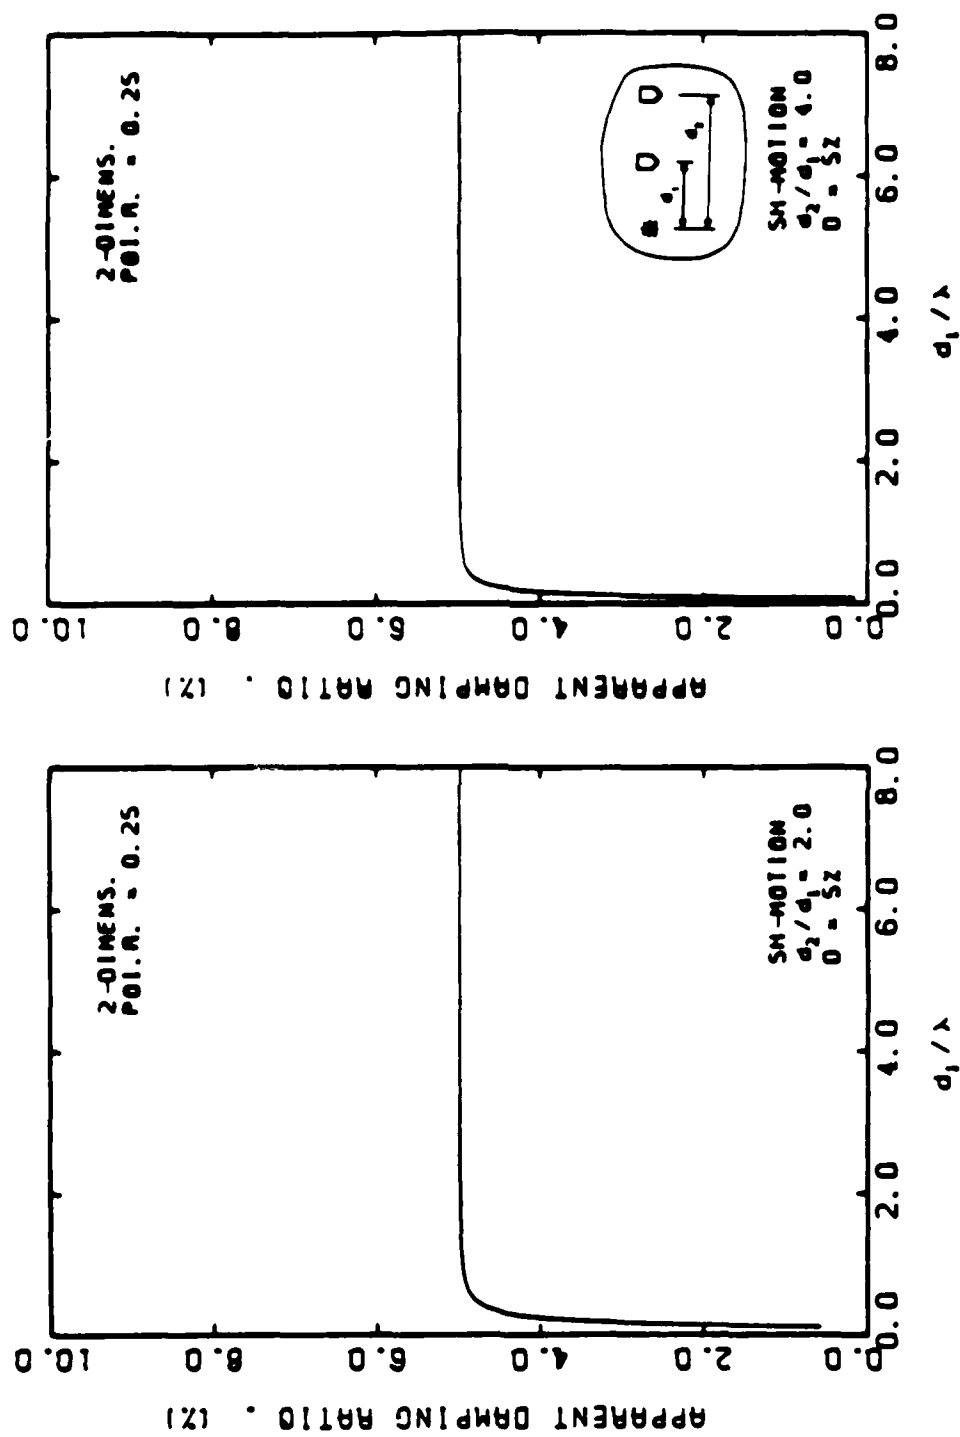 2-DIMENS.
POI.R. = 0.25
SH-MOTION
d2/d1 = 2.0
D = 5%
APPARENT DAMPING RATIO . (%)
10.0
8.0
6.0
4.0
2.0
0.0
0.0 2.0 4.0 6.0 8.0
d1/λ
2-DIMENS.
POI.R. = 0.25
d1
d2
SH-MOTION
d2/d1 = 4.0
D = 5%
APPARENT DAMPING RATIO . (%)
10.0
8.0
6.0
4.0
2.0
0.0
0.0 2.0 4.0 6.0 8.0
d1/λ